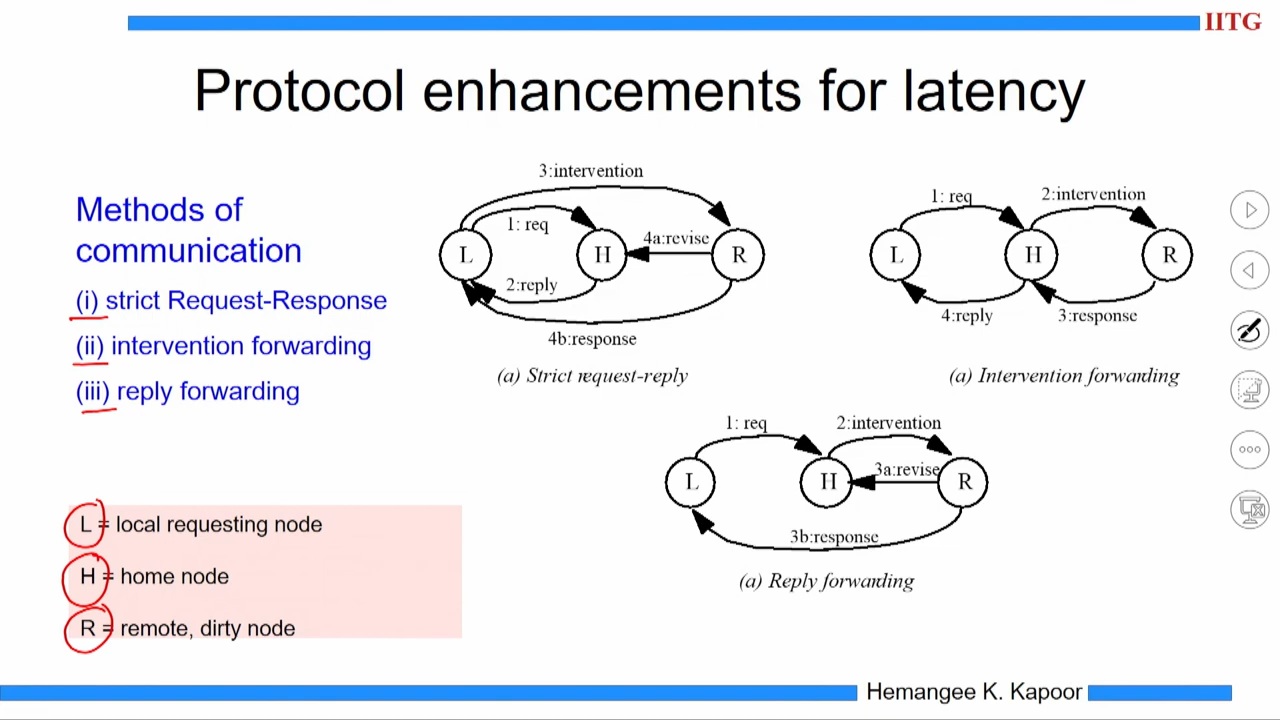 IITG
Protocol enhancements for latency
Methods of
communication
(i) strict Request-Response
(ii) intervention forwarding
(iii) reply forwarding
3:intervention
1: req
4a:revise
L
H
R
2:reply
4b:response
(a) Strict request-reply
1: req
2:intervention
L
H
R
4:reply
3:response
(a) Intervention forwarding
1: req
2:intervention
3a:revise
L
H
R
3b:response
(a) Reply forwarding
L = local requesting node
H = home node
R = remote, dirty node
Hemangee K. Kapoor